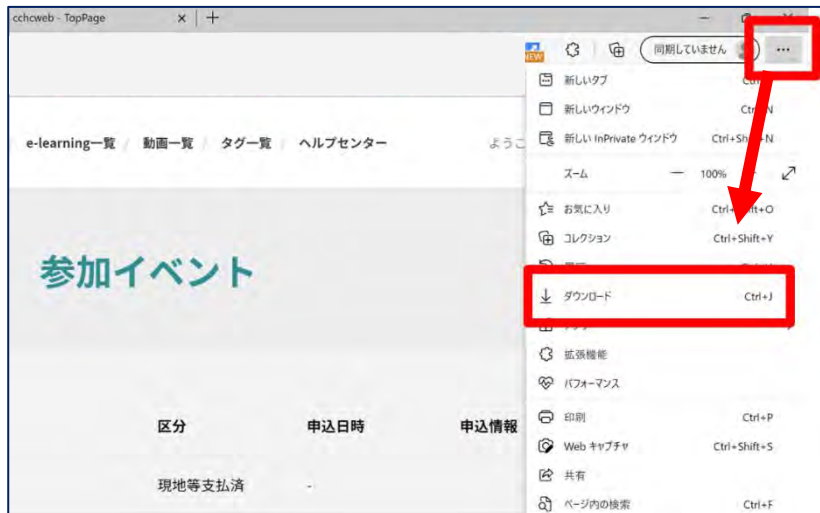 cchcweb - TopPage
NEW
同期していません
新しいタブ
新しいウィンドウ
新しい InPrivate ウィンドウ
ズーム — 100%
お気に入り
コレクション Ctrl+Shift+Y
ダウンロード Ctrl+J
拡張機能
パフォーマンス
印刷 Ctrl+P
Web キャプチャ Ctrl+Shift+S
共有
ページ内の検索 Ctrl+F
e-learning一覧 / 動画一覧 / タグ一覧 / ヘルプセンター
ようこ
参加イベント
区分 申込日時 申込情報
現地等支払済 -